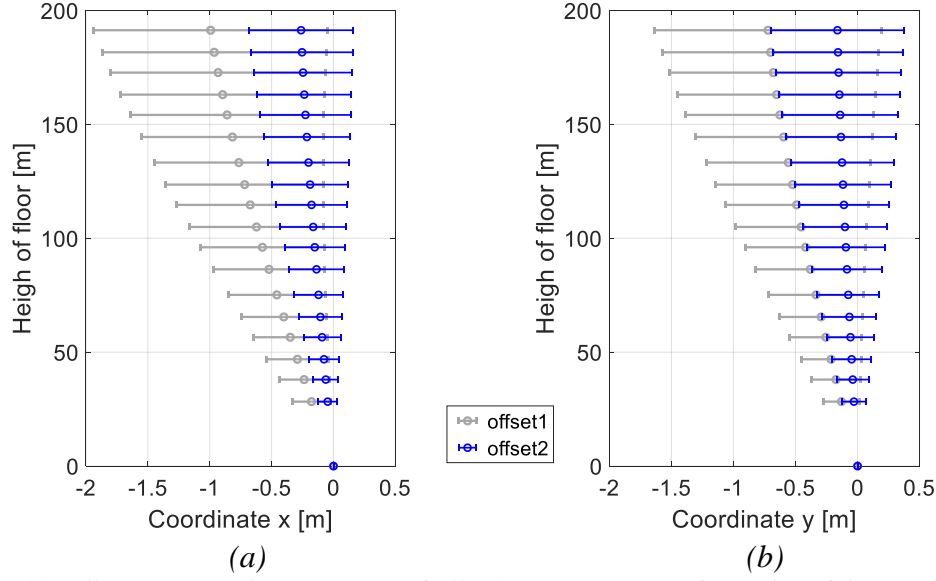 200
150
100
50
0
Heigh of floor [m]
-2 -1.5 -1 -0.5 0 0.5
Coordinate x [m]
(a)
offset1
offset2
200
150
100
50
0
Heigh of floor [m]
-2 -1.5 -1 -0.5 0 0.5
Coordinate y [m]
(b)